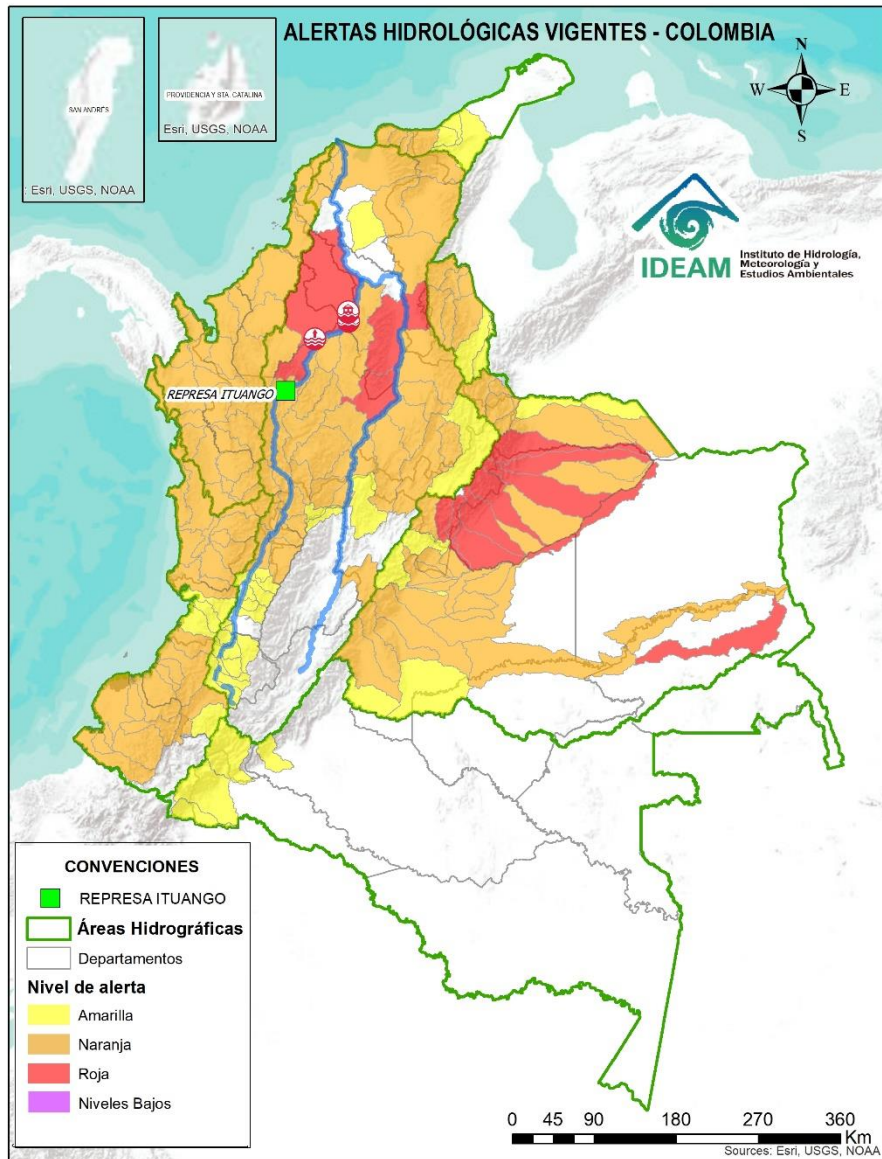 ALERTAS HIDROLÓGICAS VIGENTES - COLOMBIA
SAN ANDRÉS
: Esri, USGS, NOAA
PROVIDENCIA Y STA. CATALINA
Esri, USGS, NOAA
N
W
E
S
IDEAM
Instituto de Hidrología,
Meteorología y
Estudios Ambientales
REPRESA ITUANGO
CONVENCIONES
REPRESA ITUANGO
Áreas Hidrográficas
Departamentos
Nivel de alerta
Amarilla
Naranja
Roja
Niveles Bajos
0 45 90 180 270 360
Km
Sources: Esri, USGS, NOAA